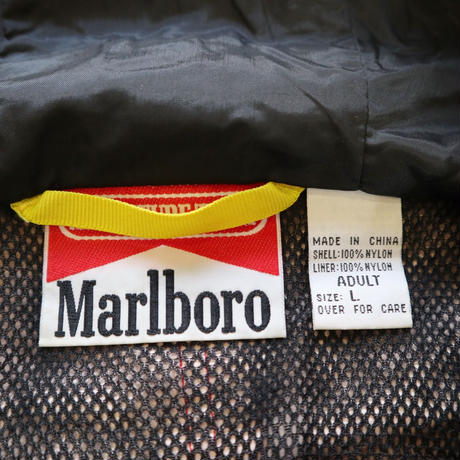 Marlboro
MADE IN CHINA
SHELL:100%NYLON
LINER:100%NYLON
ADULT
SIZE: L
OVER FOR CARE